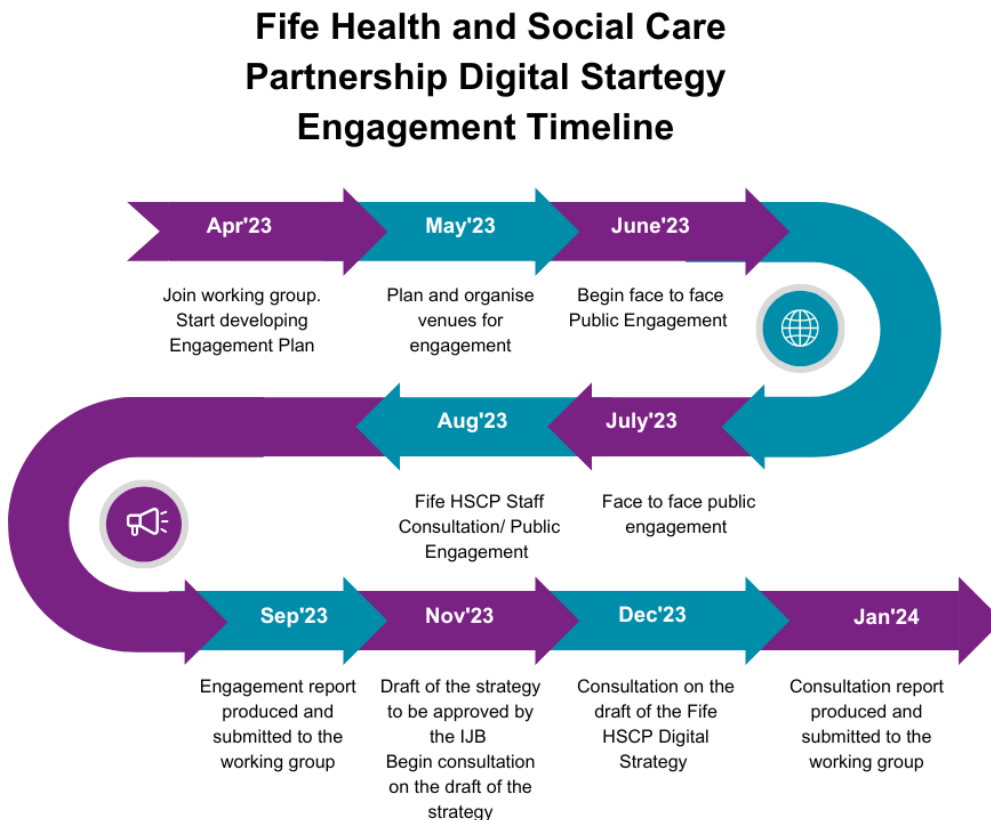 Fife Health and Social Care
Partnership Digital Startegy
Engagement Timeline
Apr'23
May'23
June'23
Join working group.
Start developing
Engagement Plan
Plan and organise
venues for
engagement
Begin face to face
Public Engagement
Aug'23
July'23
Fife HSCP Staff
Consultation/ Public
Engagement
Face to face public
engagement
Sep'23
Nov'23
Dec'23
Jan'24
Engagement report
produced and
submitted to the
working group
Draft of the strategy
to be approved by
the IJB
Begin consultation
on the draft of the
strategy
Consultation on the
draft of the Fife
HSCP Digital
Strategy
Consultation report
produced and
submitted to the
working group